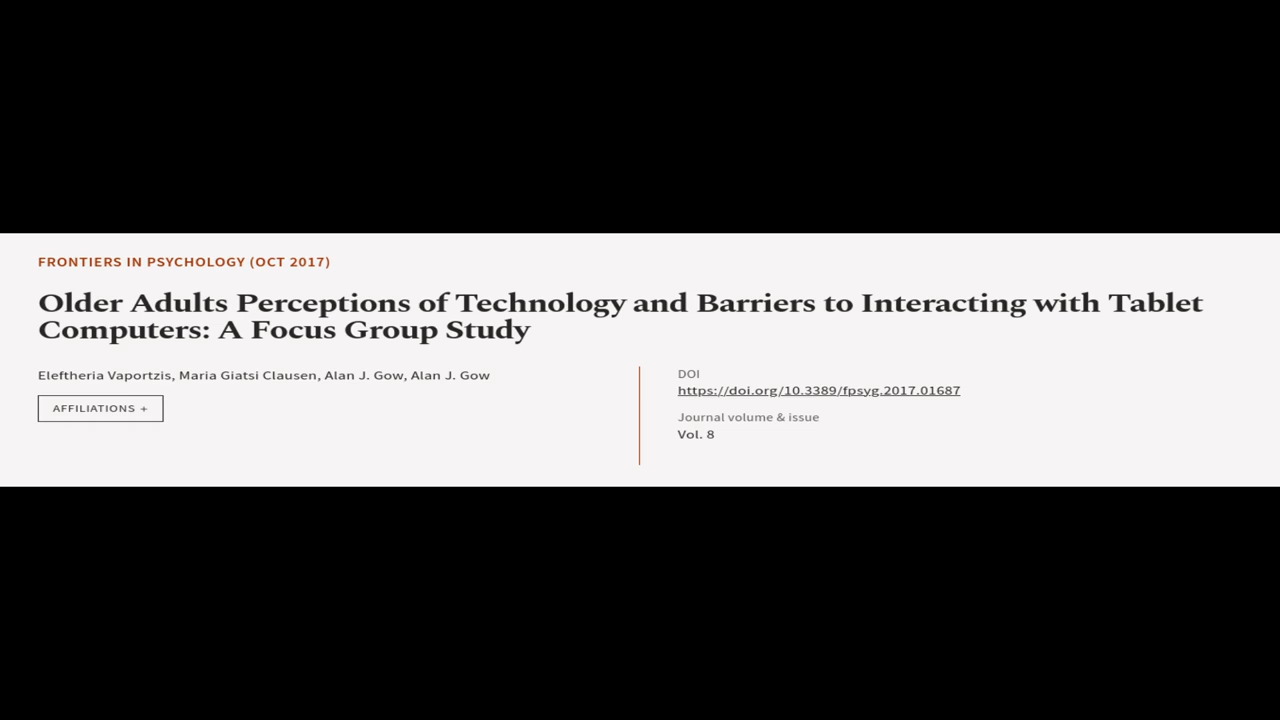 FRONTIERS IN PSYCHOLOGY (OCT 2017)
Older Adults Perceptions of Technology and Barriers to Interacting with Tablet
Computers: A Focus Group Study
Eleftheria Vaportzis, Maria Giatsi Clausen, Alan J. Gow, Alan J. Gow
AFFILIATIONS +
DOI
https://doi.org/10.3389/fpsyg.2017.01687
Journal volume & issue
Vol. 8